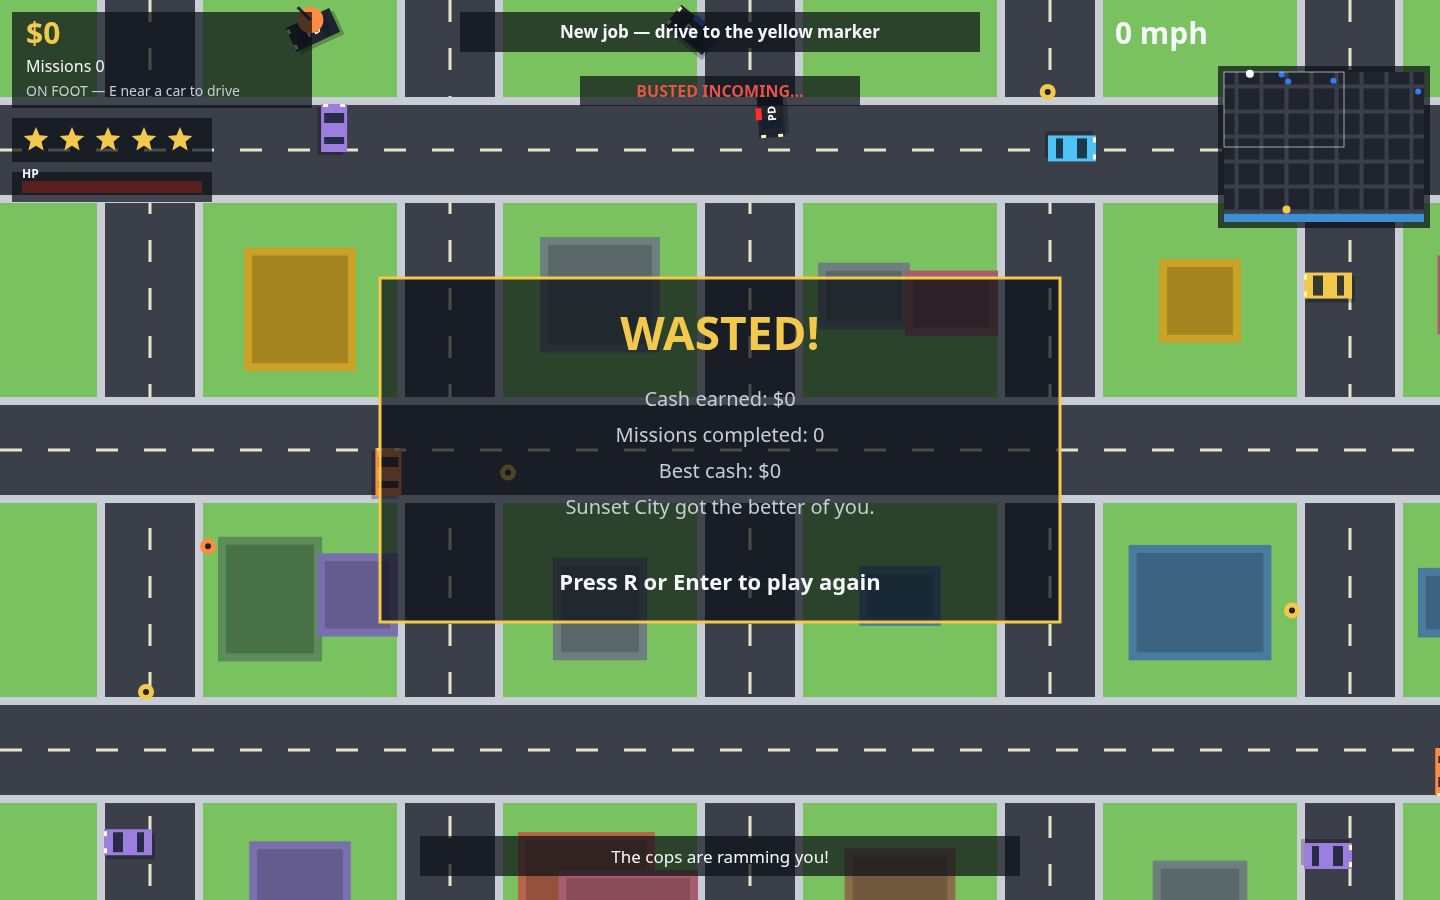 $0
Missions 0
ON FOOT — E near a car to drive
New job — drive to the yellow marker
0 mph
BUSTED INCOMING...
PD
HP
WASTED!
Cash earned: $0
Missions completed: 0
Best cash: $0
Sunset City got the better of you.
Press R or Enter to play again
The cops are ramming you!